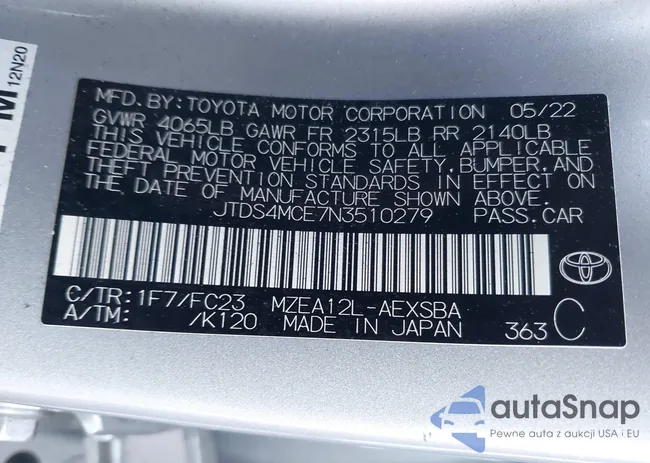 PM
12N20
MFD. BY: TOYOTA MOTOR CORPORATION 05/22
GVWR 4065LB GAWR FR 2315LB RR 2140LB
THIS VEHICLE CONFORMS TO ALL APPLICABLE
FEDERAL MOTOR VEHICLE SAFETY, BUMPER, AND
THEFT PREVENTION STANDARDS IN EFFECT ON
THE DATE OF MANUFACTURE SHOWN ABOVE.
JTDS4MCE7N3510279 PASS.CAR
C/TR: 1F7/FC23 MZEA12L-AEXSBA
A/TM: /K120 MADE IN JAPAN 363 C
autaSnap
Pewne auta z aukcji USA i EU